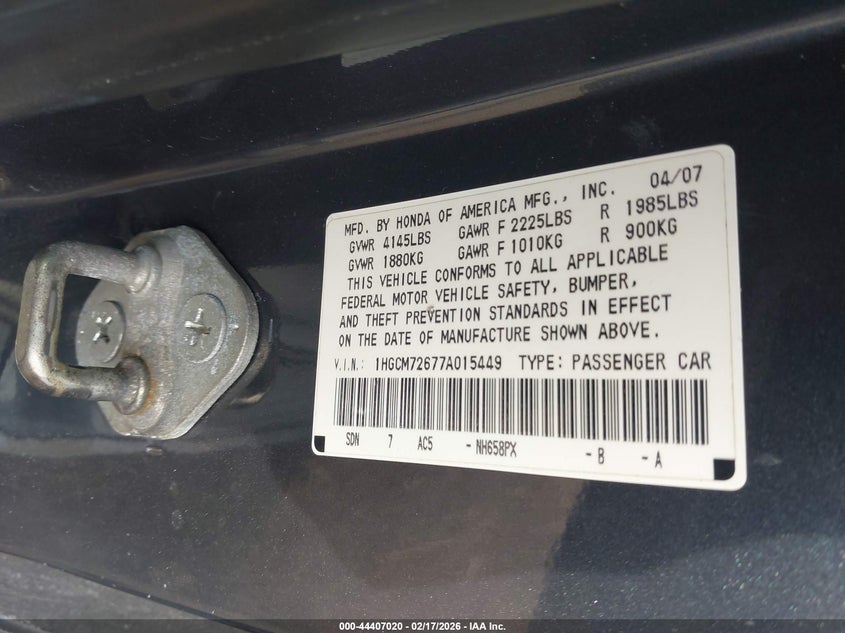 MFD. BY HONDA OF AMERICA MFG., INC. 04/07
GVWR 4145LBS GAWR F 2225LBS R 1985LBS
GVWR 1880KG GAWR F 1010KG R 900KG
THIS VEHICLE CONFORMS TO ALL APPLICABLE
FEDERAL MOTOR VEHICLE SAFETY, BUMPER,
AND THEFT PREVENTION STANDARDS IN EFFECT
ON THE DATE OF MANUFACTURE SHOWN ABOVE.
V.I.N.: 1HGCM72677A015449 TYPE: PASSENGER CAR
SDN 7 AC5 - NH658PX - B - A
000-44407020 - 02/17/2026 - IAA Inc.